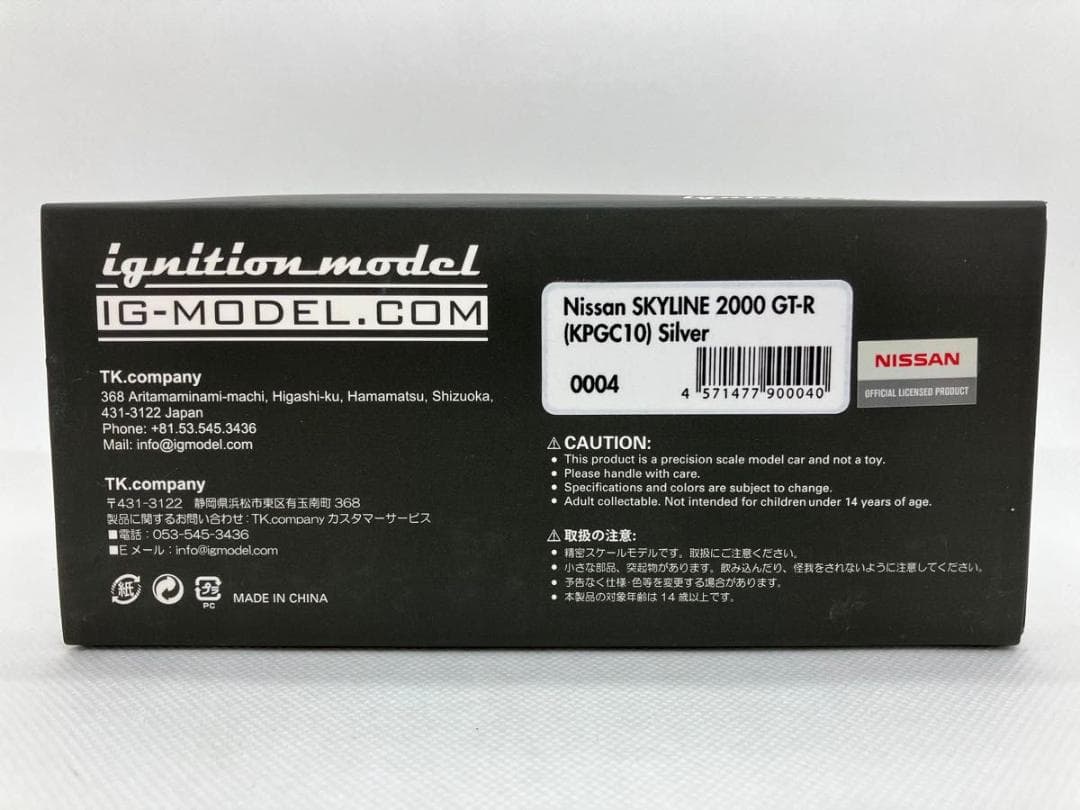 ignition model
IG-MODEL.COM
TK.company
368 Aritamaminami-machi, Higashi-ku, Hamamatsu, Shizuoka,
431-3122 Japan
Phone: +81.53.545.3436
Mail: info@igmodel.com
TK.company
〒431-3122 静岡県浜松市東区有玉南町 368
製品に関するお問い合わせ：TK.company カスタマーサービス
■電話：053-545-3436
■E メール：info@igmodel.com
紙
プラ
PC
MADE IN CHINA
Nissan SKYLINE 2000 GT-R
(KPGC10) Silver
0004
4 571477 900040
NISSAN
OFFICIAL LICENSED PRODUCT
⚠ CAUTION:
• This product is a precision scale model car and not a toy.
• Please handle with care.
• Specifications and colors are subject to change.
• Adult collectable. Not intended for children under 14 years of age.
⚠ 取扱の注意:
• 精密スケールモデルです。取扱にご注意ください。
• 小さな部品、突起物があります。飲み込んだり、怪我をされないように注意してください。
• 予告なく仕様・色等を変更する場合があります。
• 本製品の対象年齢は 14 歳以上です。